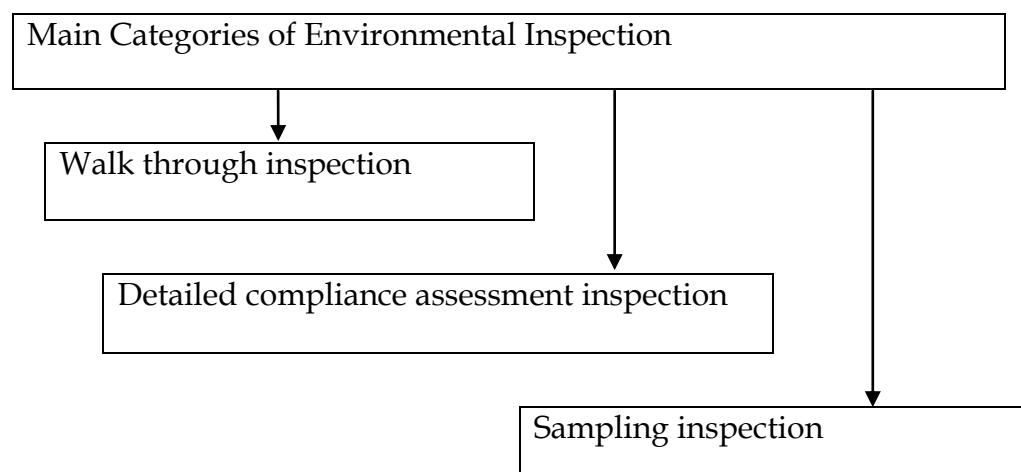 Main Categories of Environmental Inspection
Walk through inspection
Detailed compliance assessment inspection
Sampling inspection